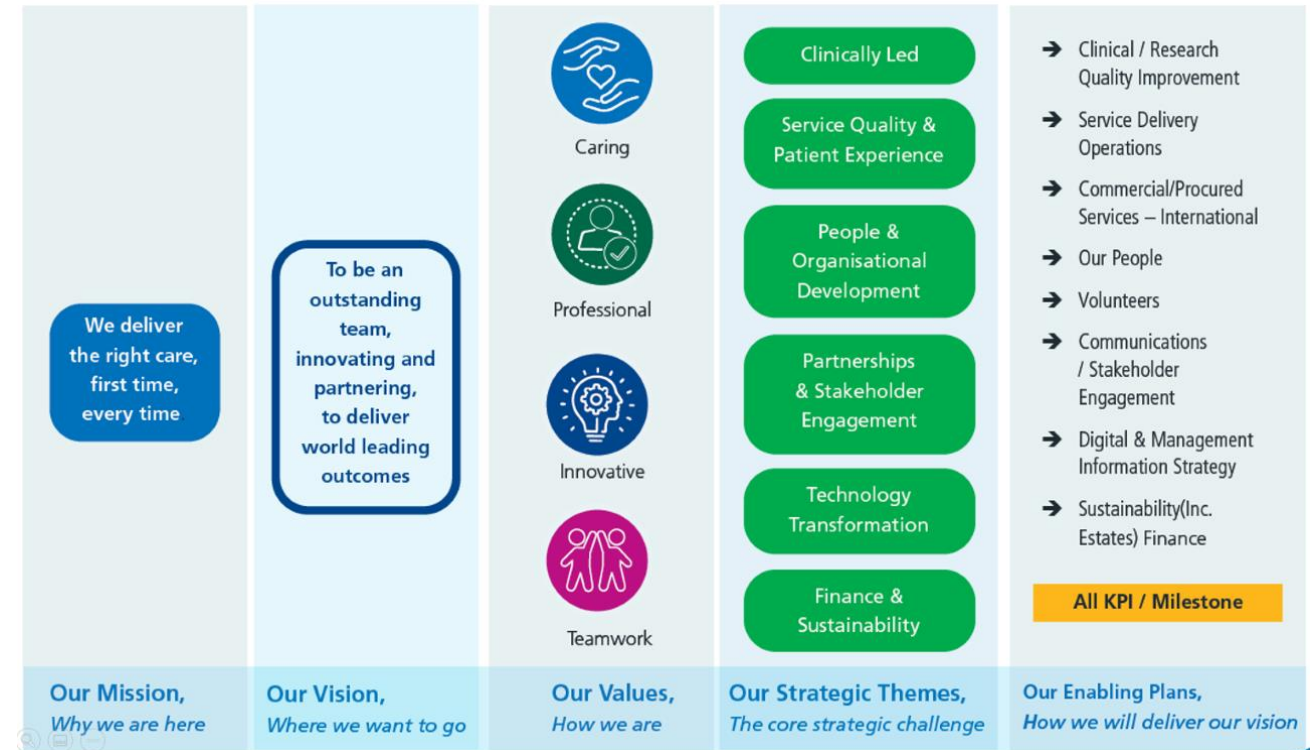 We deliver
the right care,
first time,
every time
Our Mission,
Why we are here
To be an
outstanding
team,
innovating and
partnering,
to deliver
world leading
outcomes
Our Vision,
Where we want to go
Caring
Professional
Innovative
Teamwork
Our Values,
How we are
Clinically Led
Service Quality &
Patient Experience
People &
Organisational
Development
Partnerships
& Stakeholder
Engagement
Technology
Transformation
Finance &
Sustainability
Our Strategic Themes,
The core strategic challenge
➔ Clinical / Research
Quality Improvement
➔ Service Delivery
Operations
➔ Commercial/Procured
Services – International
➔ Our People
➔ Volunteers
➔ Communications
/ Stakeholder
Engagement
➔ Digital & Management
Information Strategy
➔ Sustainability(Inc.
Estates) Finance
All KPI / Milestone
Our Enabling Plans,
How we will deliver our vision